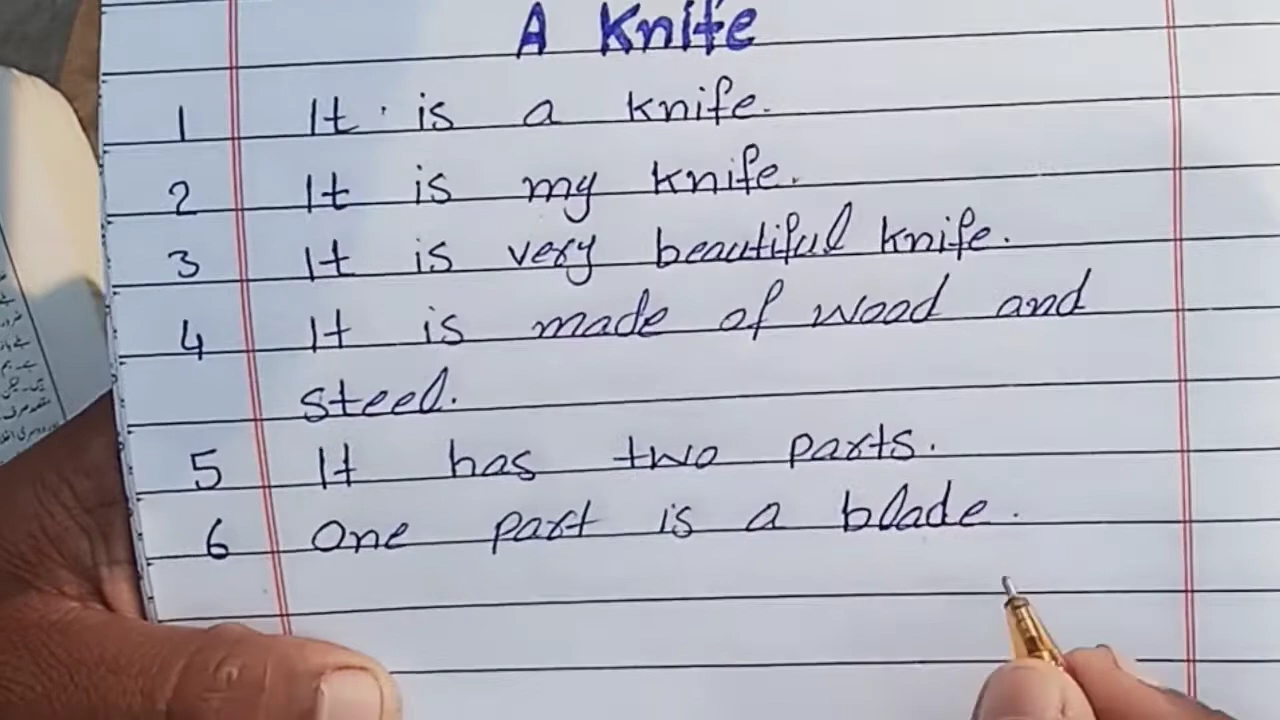 A Knife
1 It is a knife.
2 It is my knife.
3 It is very beautiful knife.
4 It is made of wood and
steel.
5 It has two parts.
6 One part is a blade.